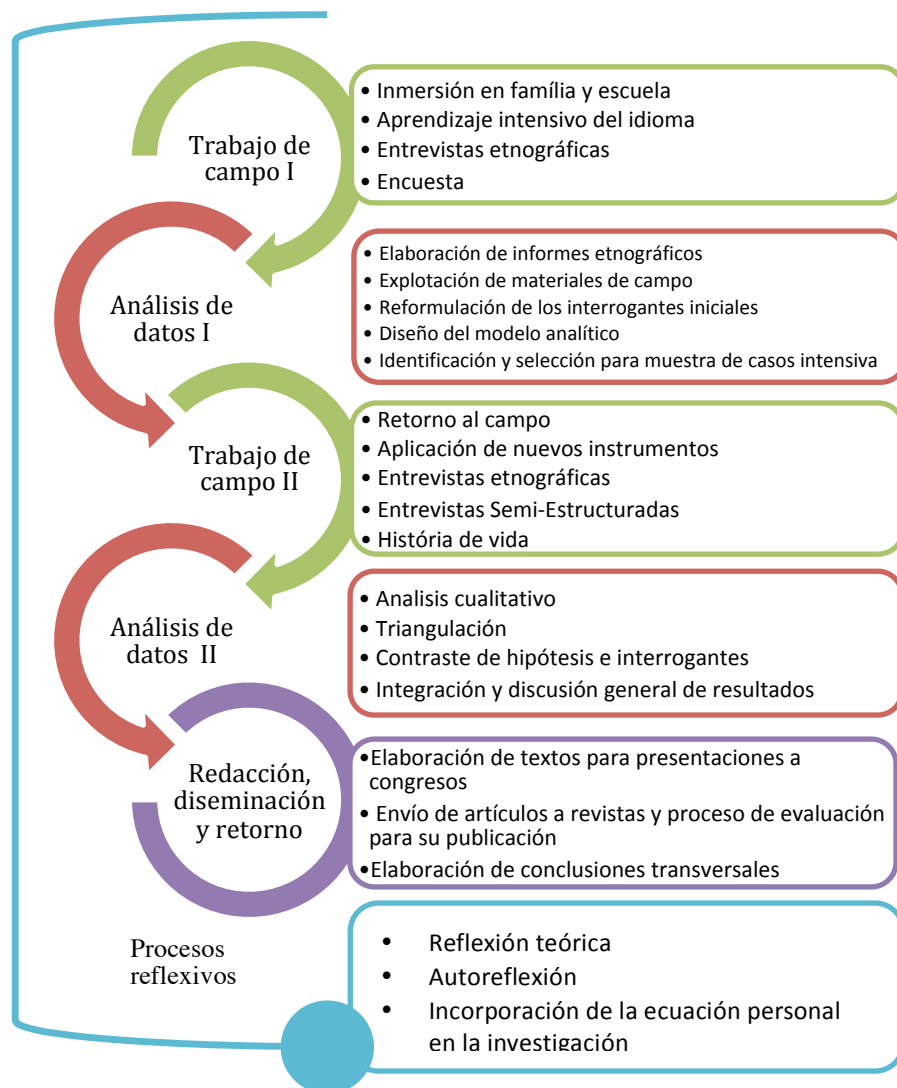 Trabajo de
campo I
• Inmersión en família y escuela
• Aprendizaje intensivo del idioma
• Entrevistas etnográficas
• Encuesta
Análisis de
datos I
• Elaboración de informes etnográficos
• Explotación de materiales de campo
• Reformulación de los interrogantes iniciales
• Diseño del modelo analítico
• Identificación y selección para muestra de casos intensiva
Trabajo de
campo II
• Retorno al campo
• Aplicación de nuevos instrumentos
• Entrevistas etnográficas
• Entrevistas Semi-Estructuradas
• História de vida
Análisis de
datos II
• Analisis cualitativo
• Triangulación
• Contraste de hipótesis e interrogantes
• Integración y discusión general de resultados
Redacción,
diseminación
y retorno
•Elaboración de textos para presentaciones a
congresos
• Envío de artículos a revistas y proceso de evaluación
para su publicación
•Elaboración de conclusiones transversales
Procesos
reflexivos
• Reflexión teórica
• Autoreflexión
• Incorporación de la ecuación personal
en la investigación